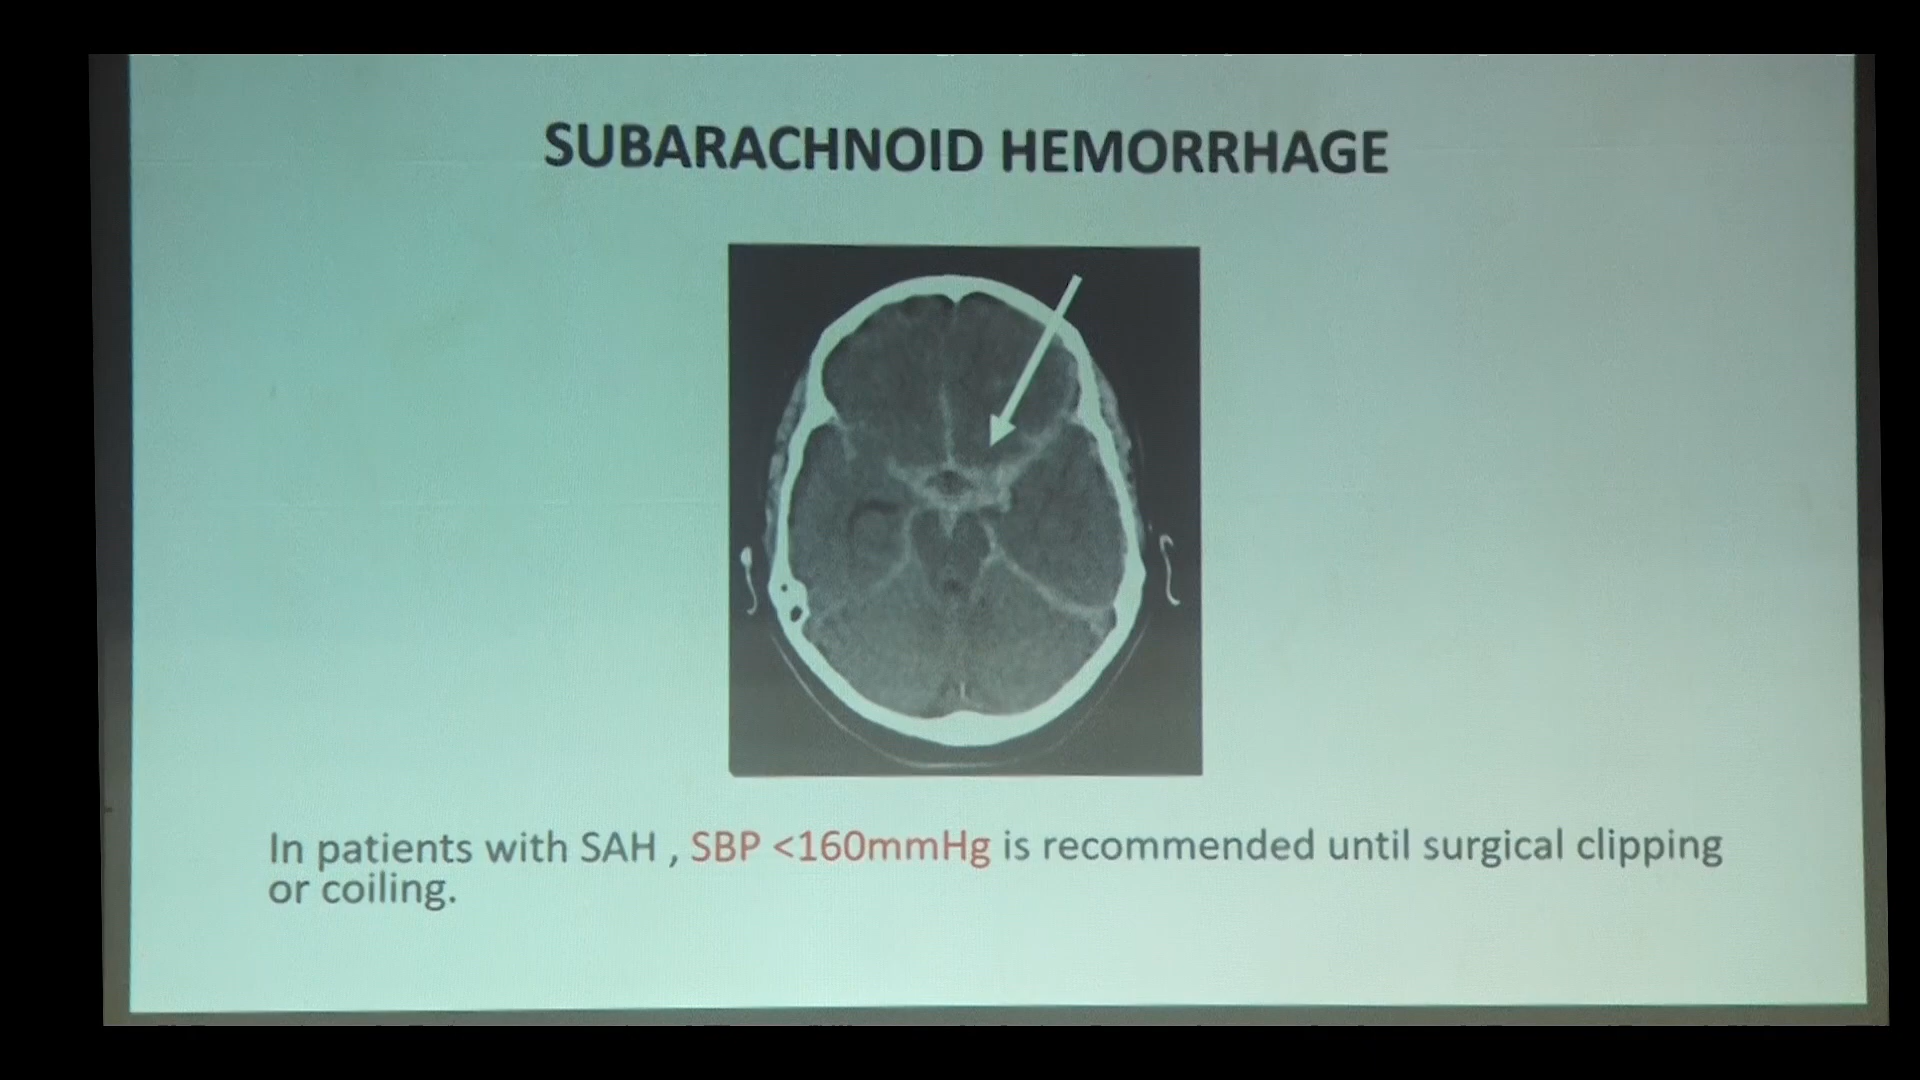 SUBARACHNOID HEMORRHAGE
In patients with SAH , SBP <160mmHg is recommended until surgical clipping
or coiling.